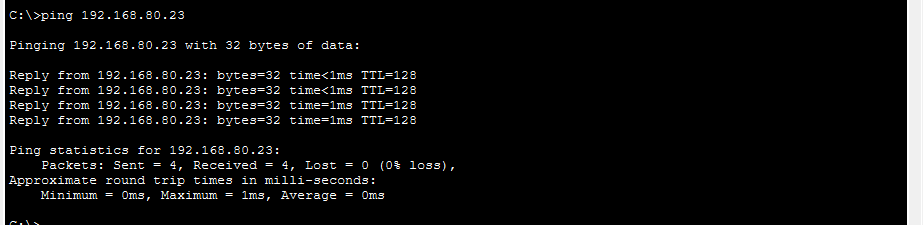 C:\>ping 192.168.80.23
Pinging 192.168.80.23 with 32 bytes of data:
Reply from 192.168.80.23: bytes=32 time<1ms TTL=128
Reply from 192.168.80.23: bytes=32 time<1ms TTL=128
Reply from 192.168.80.23: bytes=32 time=1ms TTL=128
Reply from 192.168.80.23: bytes=32 time=1ms TTL=128
Ping statistics for 192.168.80.23:
    Packets: Sent = 4, Received = 4, Lost = 0 (0% loss),
Approximate round trip times in milli-seconds:
    Minimum = 0ms, Maximum = 1ms, Average = 0ms
C:\>